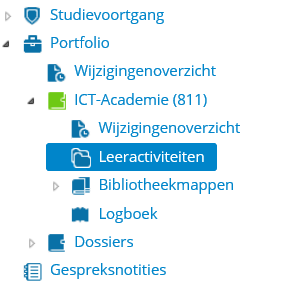 Studievoortgang
Portfolio
Wijzigingenoverzicht
ICT-Academie (811)
Wijzigingenoverzicht
Leeractiviteiten
Bibliotheekmappen
Logboek
Dossiers
Gespreksnotities